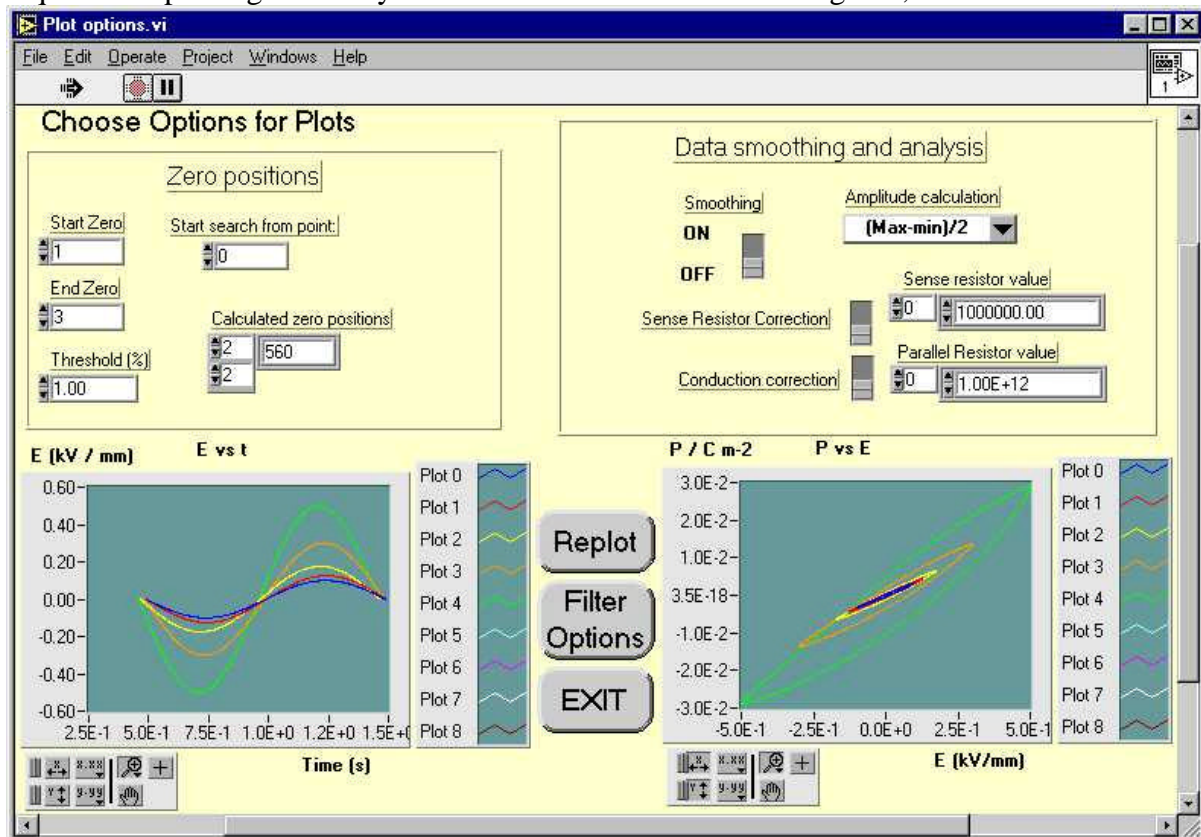 Plot options.vi
File Edit Operate Project Windows Help
1
Choose Options for Plots
Zero positions
Start Zero
1
Start search from point:
0
End Zero
3
Calculated zero positions
2
560
2
Threshold (%)
1.00
Data smoothing and analysis
Smoothing
ON
OFF
Amplitude calculation
(Max-min)/2
Sense resistor value
0
1000000.00
Sense Resistor Correction
Parallel Resistor value
0
1.00E+12
Conduction correction
E (kV / mm)
E vs t
0.60
0.40
0.20
0.00
-0.20
-0.40
-0.60
2.5E-1 5.0E-1 7.5E-1 1.0E+0 1.2E+0 1.5E+0
Time (s)
Plot 0
Plot 1
Plot 2
Plot 3
Plot 4
Plot 5
Plot 6
Plot 7
Plot 8
Replot
Filter
Options
EXIT
P / C m-2
P vs E
3.0E-2
2.0E-2
1.0E-2
3.5E-18
-1.0E-2
-2.0E-2
-3.0E-2
-5.0E-1 -2.5E-1 0.0E+0 2.5E-1 5.0E-1
E (kV/mm)
Plot 0
Plot 1
Plot 2
Plot 3
Plot 4
Plot 5
Plot 6
Plot 7
Plot 8